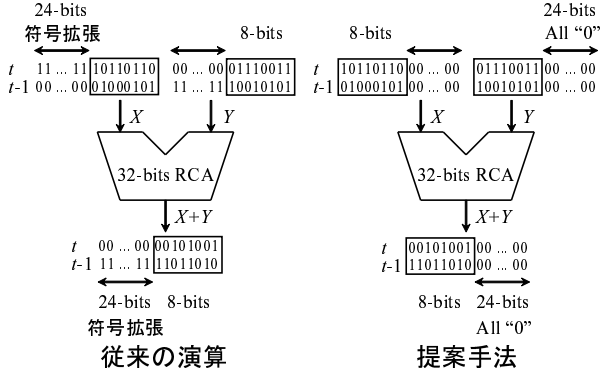 24-bits
符号拡張
8-bits
t 11 ... 11 10110110 00 ... 00 01110011
t-1 00 ... 00 01000101 11 ... 11 10010101
X Y
32-bits RCA
X+Y
t 00 ... 00 00101001
t-1 11 ... 11 11011010
24-bits 8-bits
符号拡張
従来の演算
24-bits
8-bits All “0”
t 10110110 00 ... 00 01110011 00 ... 00
t-1 01000101 00 ... 00 10010101 00 ... 00
X Y
32-bits RCA
X+Y
t 00101001 00 ... 00
t-1 11011010 00 ... 00
8-bits 24-bits
All “0”
提案手法